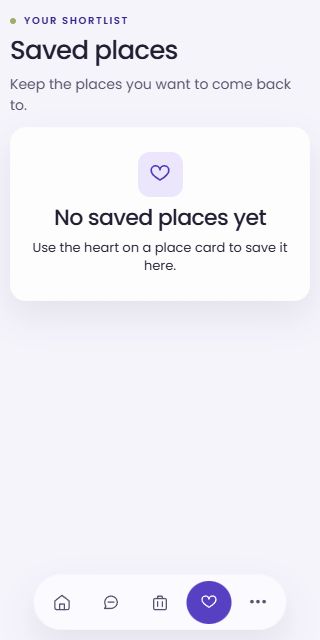 YOUR SHORTLIST
Saved places
Keep the places you want to come back
to.
No saved places yet
Use the heart on a place card to save it
here.